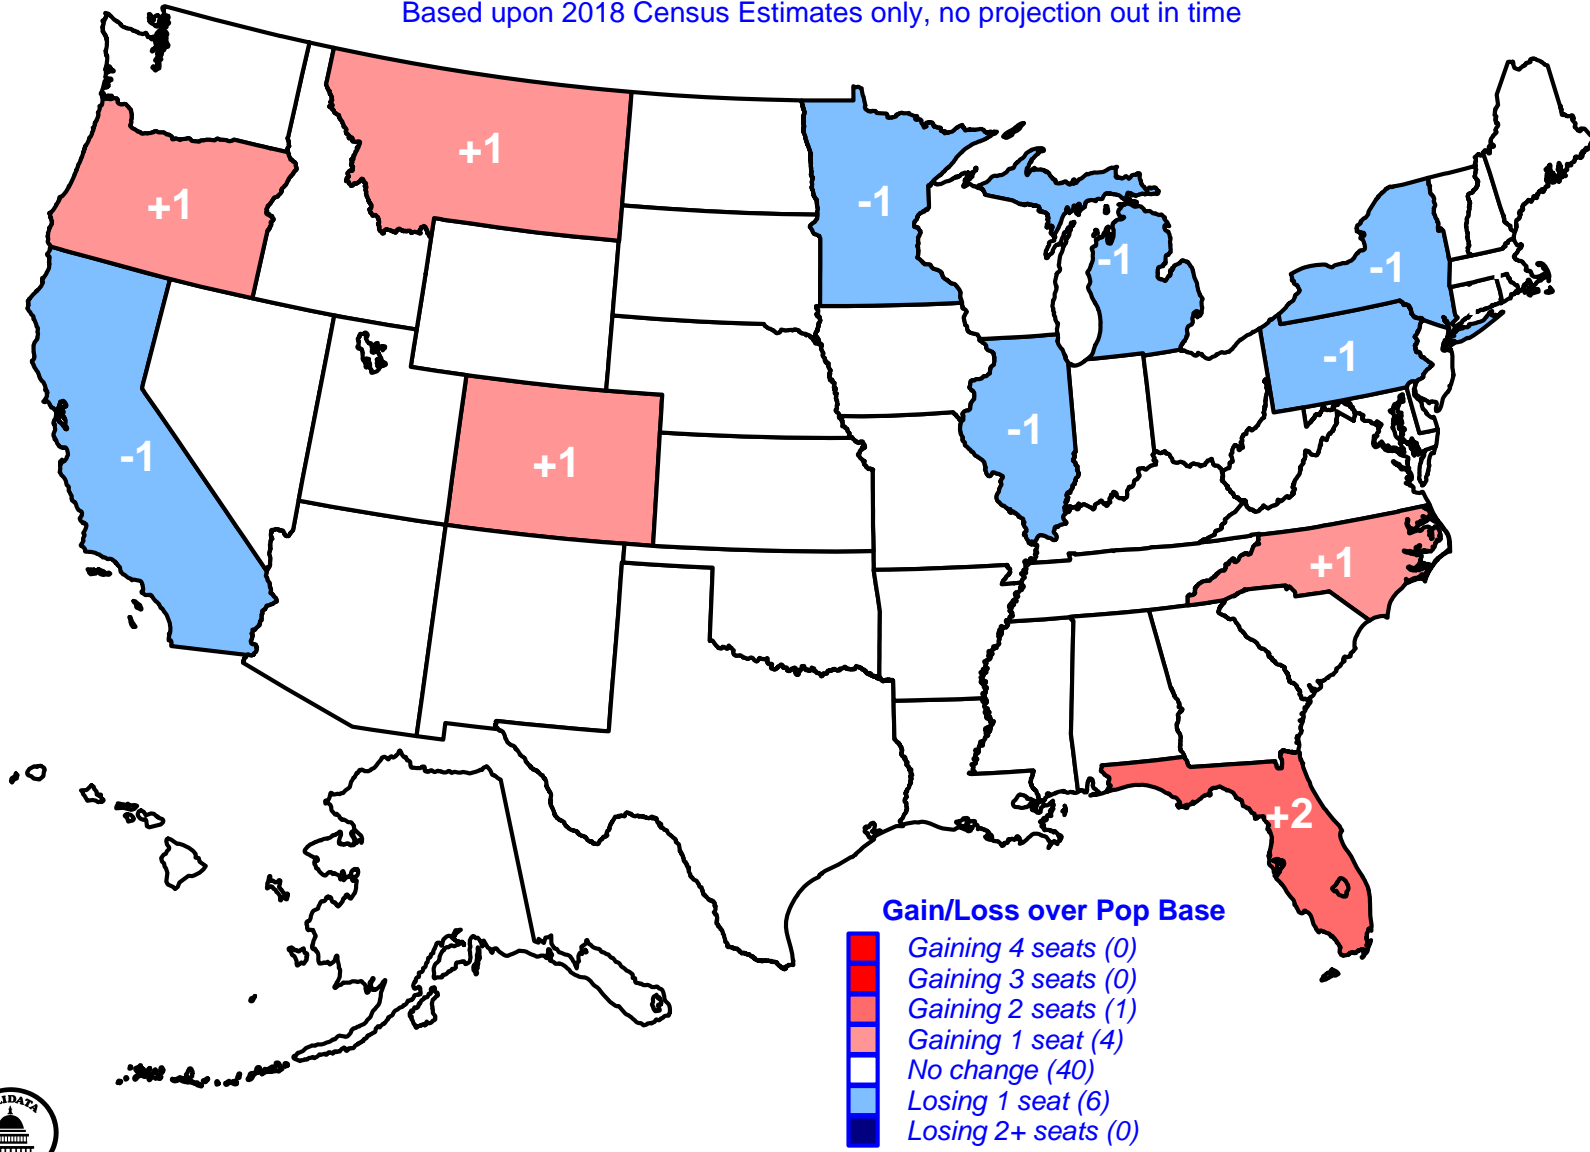 Based upon 2018 Census Estimates only, no projection out in time
+1
+1
-1
-1
-1
-1
-1
-1
+1
+1
+2
Gain/Loss over Pop Base
Gaining 4 seats (0)
Gaining 3 seats (0)
Gaining 2 seats (1)
Gaining 1 seat (4)
No change (40)
Losing 1 seat (6)
Losing 2+ seats (0)
LIDATA